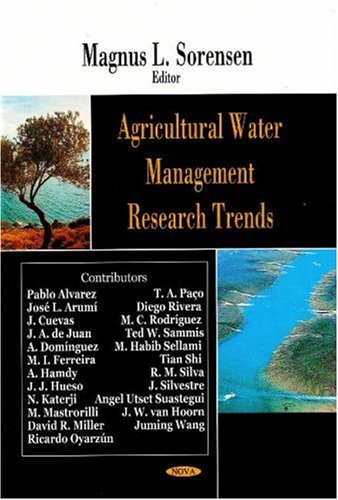 Magnus L. Sorensen
Editor
Agricultural Water
Management
Research Trends
Contributors
Pablo Alvarez
José L. Arumí
J. Cuevas
J. A. de Juan
A. Domínguez
M. I. Ferreira
A. Hamdy
J. J. Hueso
N. Katerji
M. Mastrorilli
David R. Miller
Ricardo Oyarzún
T. A. Paço
Diego Rivera
M. C. Rodríguez
Ted W. Sammis
M. Habib Sellami
Tian Shi
R. M. Silva
J. Silvestre
Angel Utset Suastegui
J. W. van Hoorn
Juming Wang
NOVA